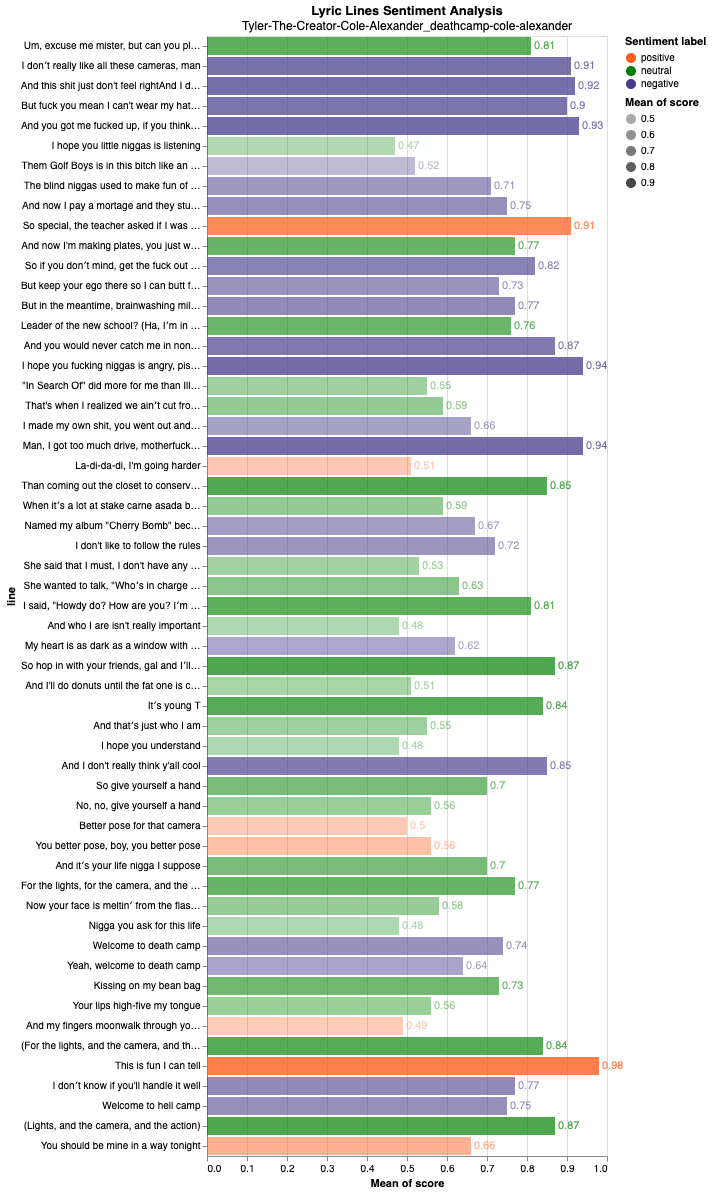 Lyric Lines Sentiment Analysis
Tyler-The-Creator-Cole-Alexander_deathcamp-cole-alexander
Um, excuse me mister, but can you pl… 0.81
I don't really like all these cameras, man 0.91
And this shit just don't feel rightAnd I d… 0.92
But fuck you mean I can't wear my hat… 0.9
And you got me fucked up, if you think… 0.93
I hope you little niggas is listening 0.47
Them Golf Boys is in this bitch like an … 0.52
The blind niggas used to make fun of … 0.71
And now I pay a mortage and they stu… 0.75
So special, the teacher asked if I was … 0.91
And now I'm making plates, you just w… 0.77
So if you don't mind, get the fuck out … 0.82
But keep your ego there so I can butt f… 0.73
But in the meantime, brainwashing mil… 0.77
Leader of the new school? (Ha, I'm in … 0.76
And you would never catch me in non… 0.87
I hope you fucking niggas is angry, pis… 0.94
"In Search Of" did more for me than Ill… 0.55
That's when I realized we ain't cut fro… 0.59
I made my own shit, you went out and… 0.66
Man, I got too much drive, motherfuck… 0.94
La-di-da-di, I'm going harder 0.51
Than coming out the closet to conserv… 0.85
When it's a lot at stake carne asada b… 0.59
Named my album "Cherry Bomb" bec… 0.67
I don't like to follow the rules 0.72
She said that I must, I don't have any … 0.53
She wanted to talk, "Who's in charge … 0.63
I said, "Howdy do? How are you? I'm … 0.81
And who I are isn't really important 0.48
My heart is as dark as a window with … 0.62
So hop in with your friends, gal and I'll… 0.87
And I'll do donuts until the fat one is c… 0.51
It's young T 0.84
And that's just who I am 0.55
I hope you understand 0.48
And I don't really think y'all cool 0.85
So give yourself a hand 0.7
No, no, give yourself a hand 0.56
Better pose for that camera 0.5
You better pose, boy, you better pose 0.56
And it's your life nigga I suppose 0.7
For the lights, for the camera, and the … 0.77
Now your face is meltin' from the flas… 0.58
Nigga you ask for this life 0.48
Welcome to death camp 0.74
Yeah, welcome to death camp 0.64
Kissing on my bean bag 0.73
Your lips high-five my tongue 0.56
And my fingers moonwalk through yo… 0.49
(For the lights, and the camera, and th… 0.84
This is fun I can tell 0.98
I don't know if you'll handle it well 0.77
Welcome to hell camp 0.75
(Lights, and the camera, and the action) 0.87
You should be mine in a way tonight 0.66
0.0 0.1 0.2 0.3 0.4 0.5 0.6 0.7 0.8 0.9 1.0
Mean of score
line
Sentiment label
positive
neutral
negative
Mean of score
0.5
0.6
0.7
0.8
0.9